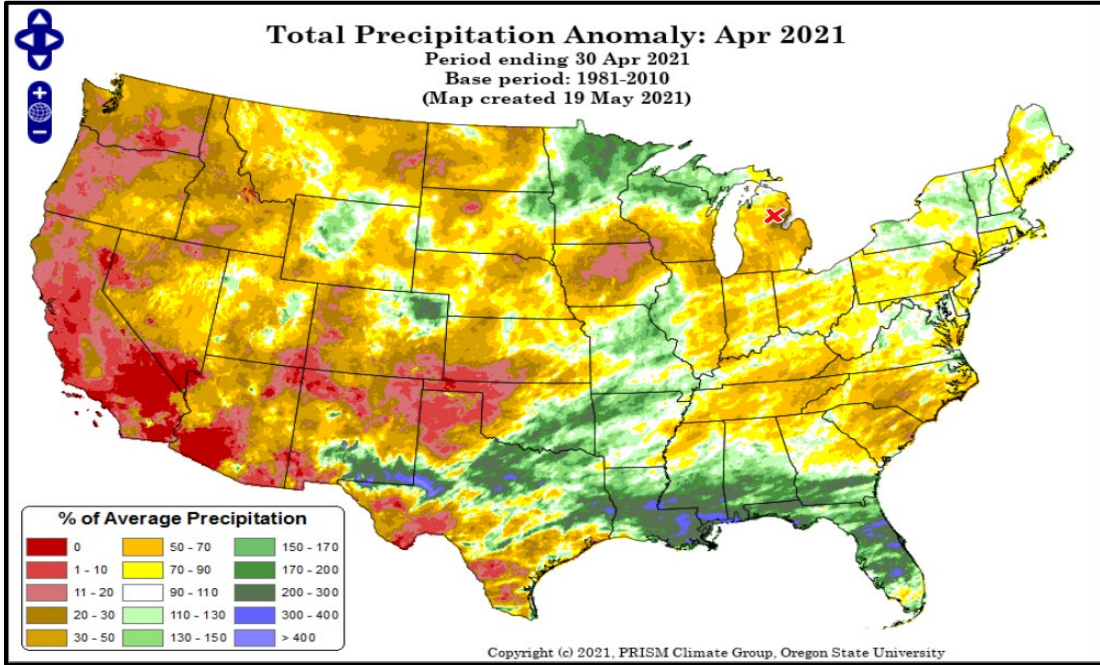 Total Precipitation Anomaly: Apr 2021
Period ending 30 Apr 2021
Base period: 1981-2010
(Map created 19 May 2021)
% of Average Precipitation
0
1 - 10
11 - 20
20 - 30
30 - 50
50 - 70
70 - 90
90 - 110
110 - 130
130 - 150
150 - 170
170 - 200
200 - 300
300 - 400
> 400
Copyright (c) 2021, PRISM Climate Group, Oregon State University